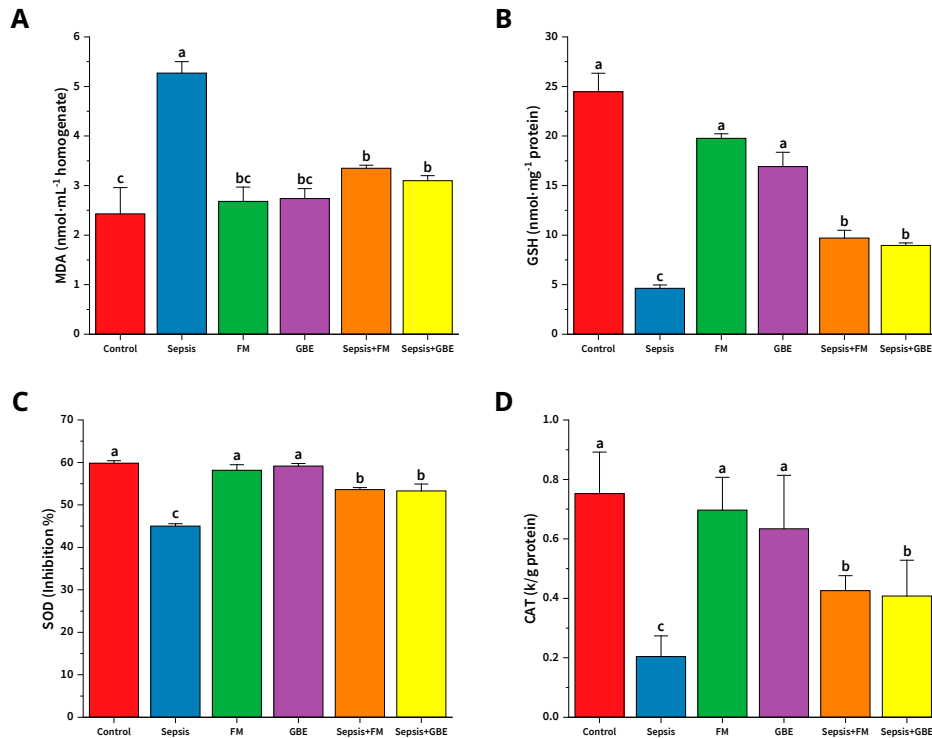 A
MDA (nmol·mL⁻¹ homogenate)
6
5
4
3
2
1
0
c
a
bc
bc
b
b
Control Sepsis FM GBE Sepsis+FM Sepsis+GBE
B
GSH (nmol·mg⁻¹ protein)
30
25
20
15
10
5
0
a
c
a
a
b
b
Control Sepsis FM GBE Sepsis+FM Sepsis+GBE
C
SOD (Inhibition %)
70
60
50
40
30
20
10
0
a
c
a
a
b
b
Control Sepsis FM GBE Sepsis+FM Sepsis+GBE
D
CAT (k/g protein)
1.0
0.8
0.6
0.4
0.2
0.0
a
c
a
a
b
b
Control Sepsis FM GBE Sepsis+FM Sepsis+GBE